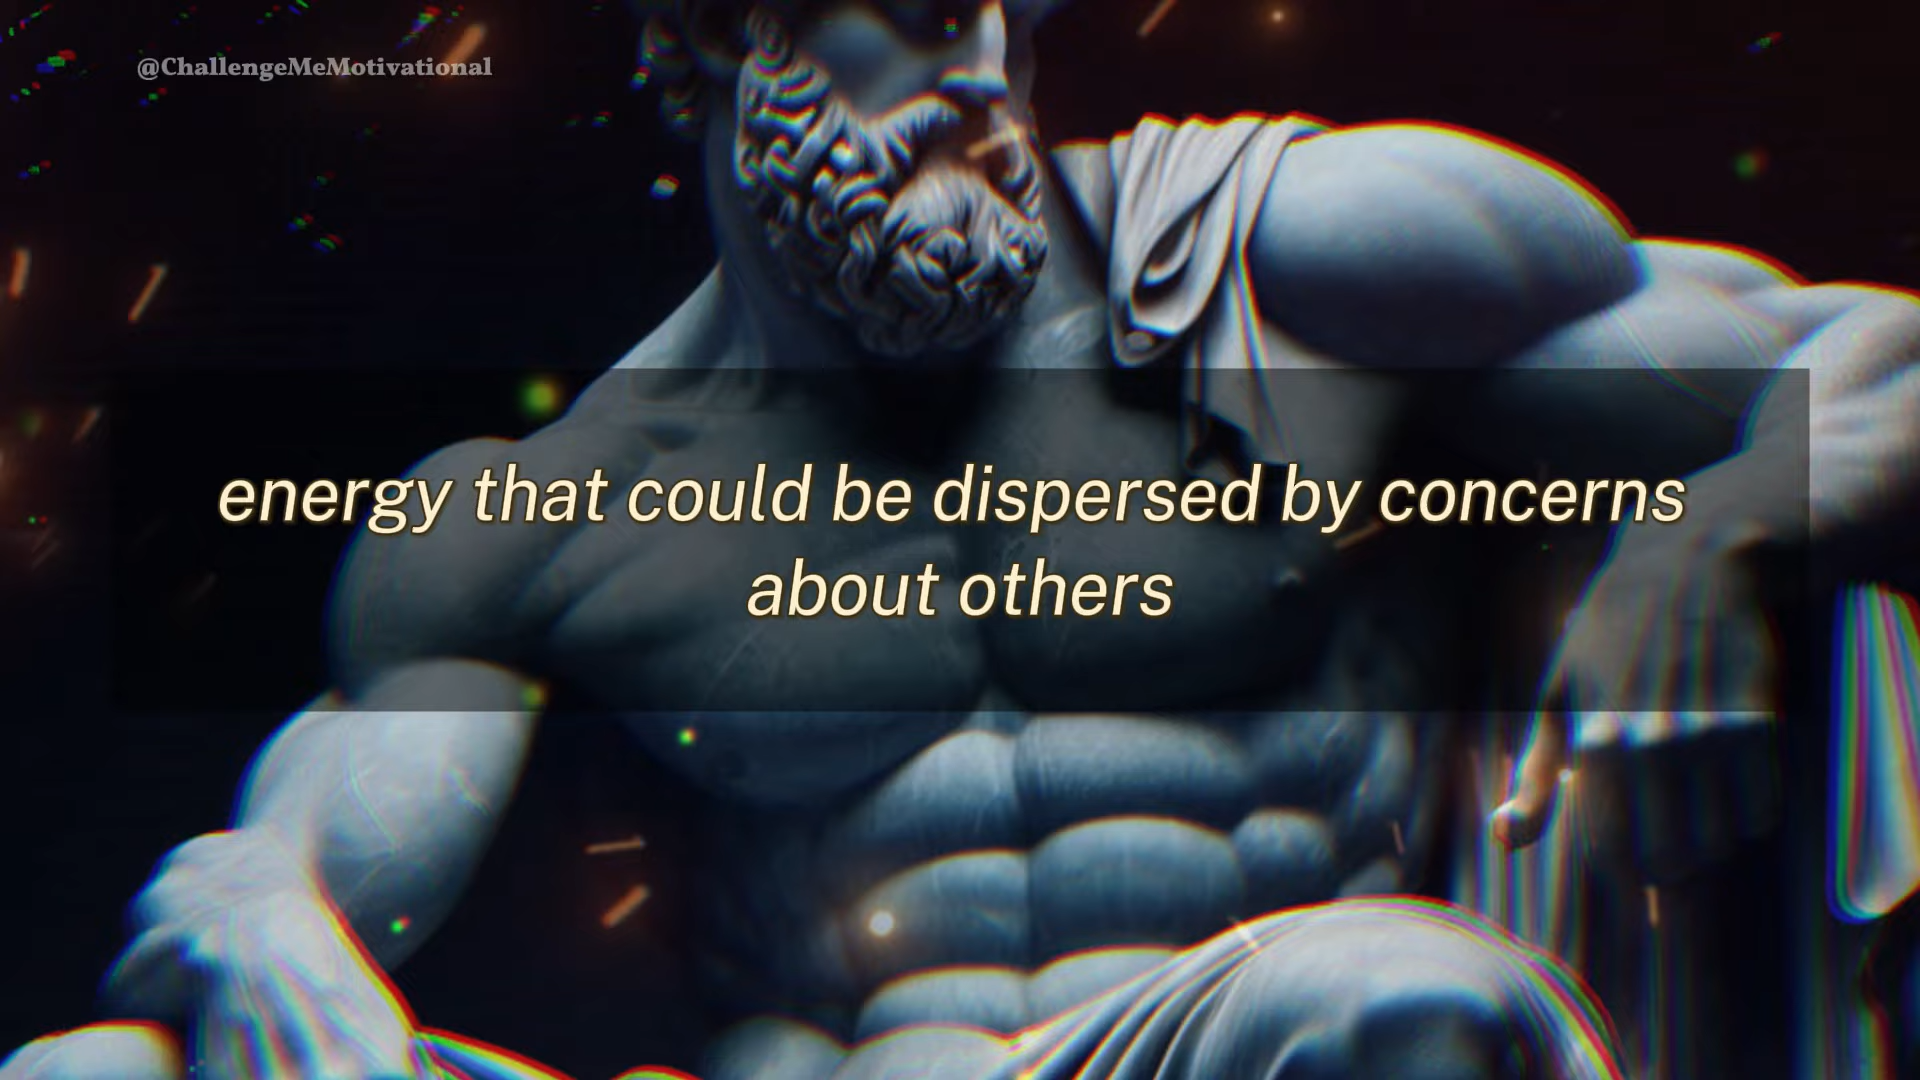 @ChallengeMeMotivational
energy that could be dispersed by concerns
about others